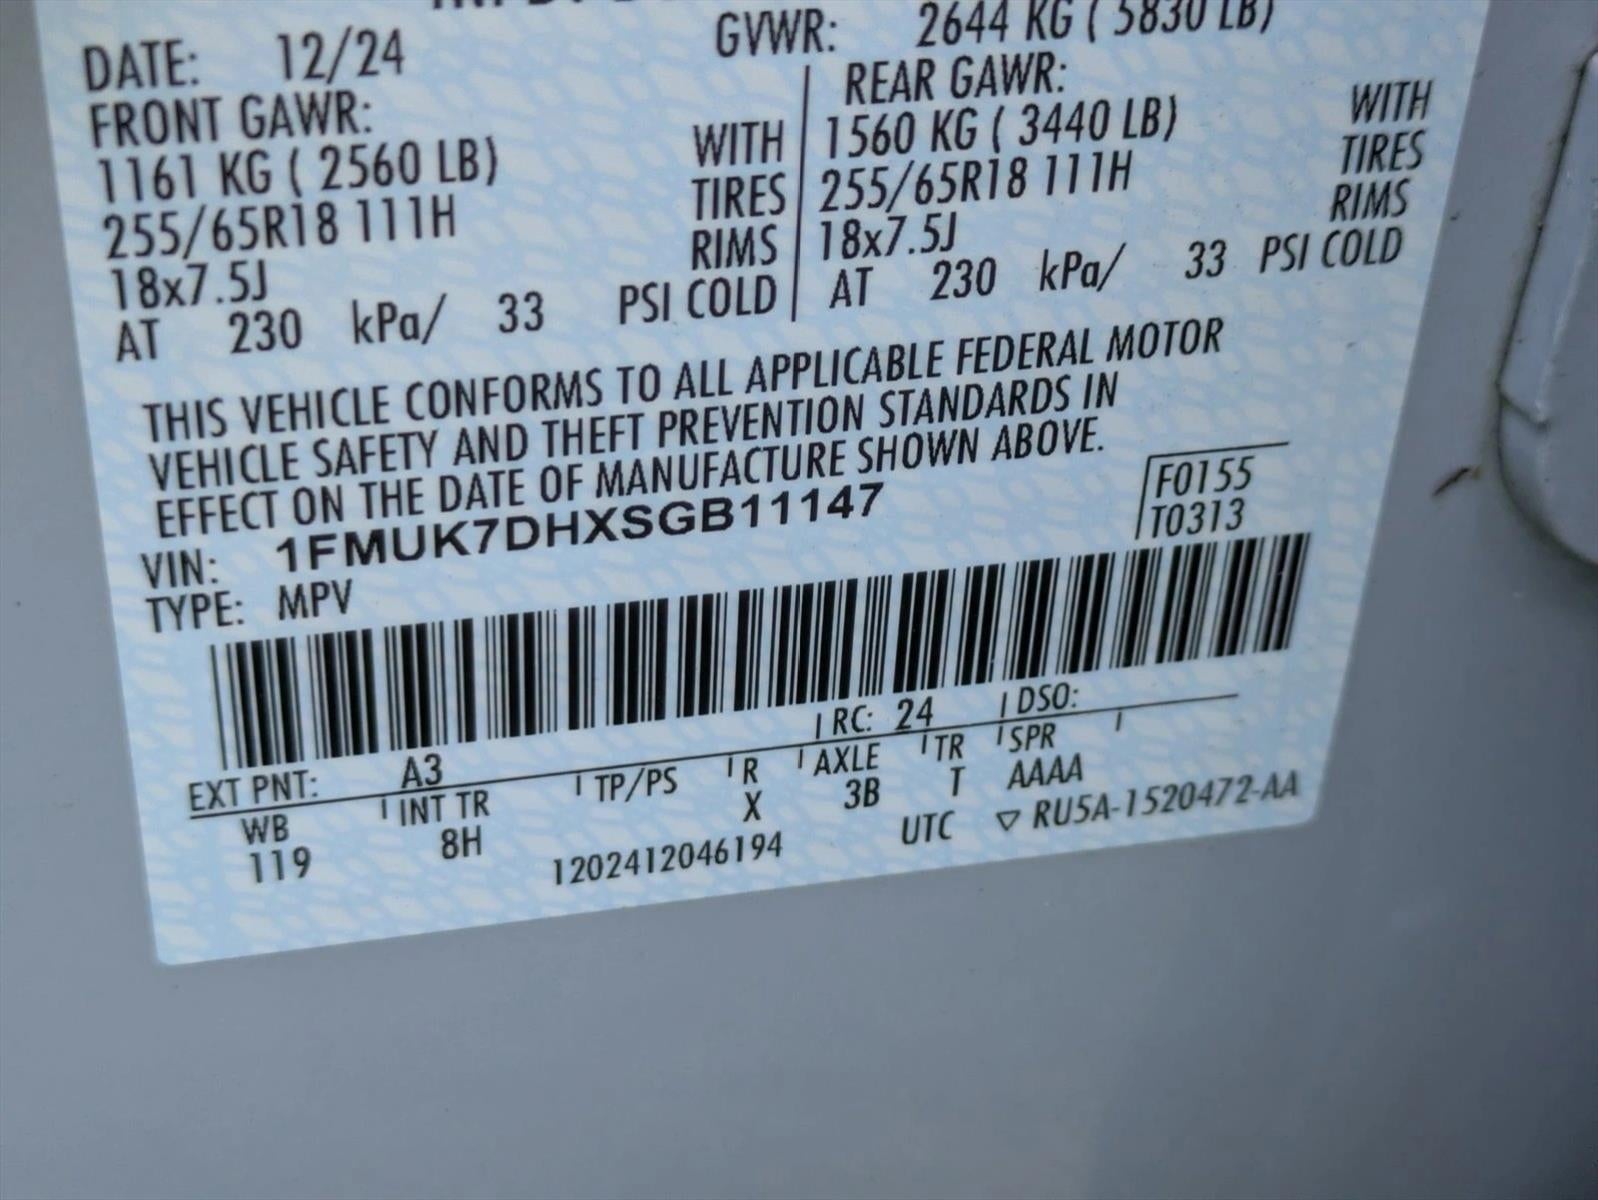 DATE: 12/24 GVWR: 2644 KG ( 5830 LB)
FRONT GAWR: REAR GAWR:
1161 KG ( 2560 LB) WITH 1560 KG ( 3440 LB) WITH
255/65R18 111H TIRES 255/65R18 111H TIRES
18x7.5J RIMS 18x7.5J RIMS
AT 230 kPa/ 33 PSI COLD AT 230 kPa/ 33 PSI COLD
THIS VEHICLE CONFORMS TO ALL APPLICABLE FEDERAL MOTOR
VEHICLE SAFETY AND THEFT PREVENTION STANDARDS IN
EFFECT ON THE DATE OF MANUFACTURE SHOWN ABOVE.
VIN: 1FMUK7DHXSGB11147 F0155
TYPE: MPV T0313
EXT PNT: A3 RC: 24 DSO:
WB INT TR TP/PS R AXLE TR SPR
119 8H X 3B T AAAA
1202412046194 UTC ▽ RU5A-1520472-AA